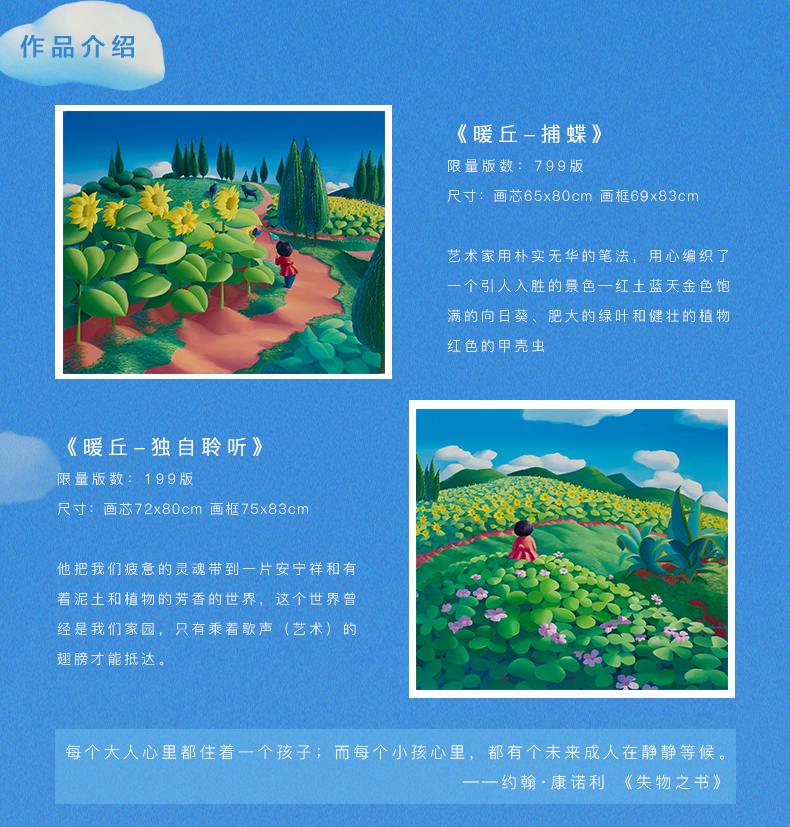 作品介绍
《暖丘–捕蝶》
限量版数：799版
尺寸：画芯65x80cm 画框69x83cm
艺术家用朴实无华的笔法，用心编织了
一个引人入胜的景色—红土蓝天金色饱
满的向日葵、肥大的绿叶和健壮的植物
红色的甲壳虫
《暖丘–独自聆听》
限量版数：199版
尺寸：画芯72x80cm 画框75x83cm
他把我们疲惫的灵魂带到一片安宁祥和有
着泥土和植物的芳香的世界，这个世界曾
经是我们家园，只有乘着歌声（艺术）的
翅膀才能抵达。
每个大人心里都住着一个孩子；而每个小孩心里，都有个未来成人在静静等候。
——约翰·康诺利 《失物之书》